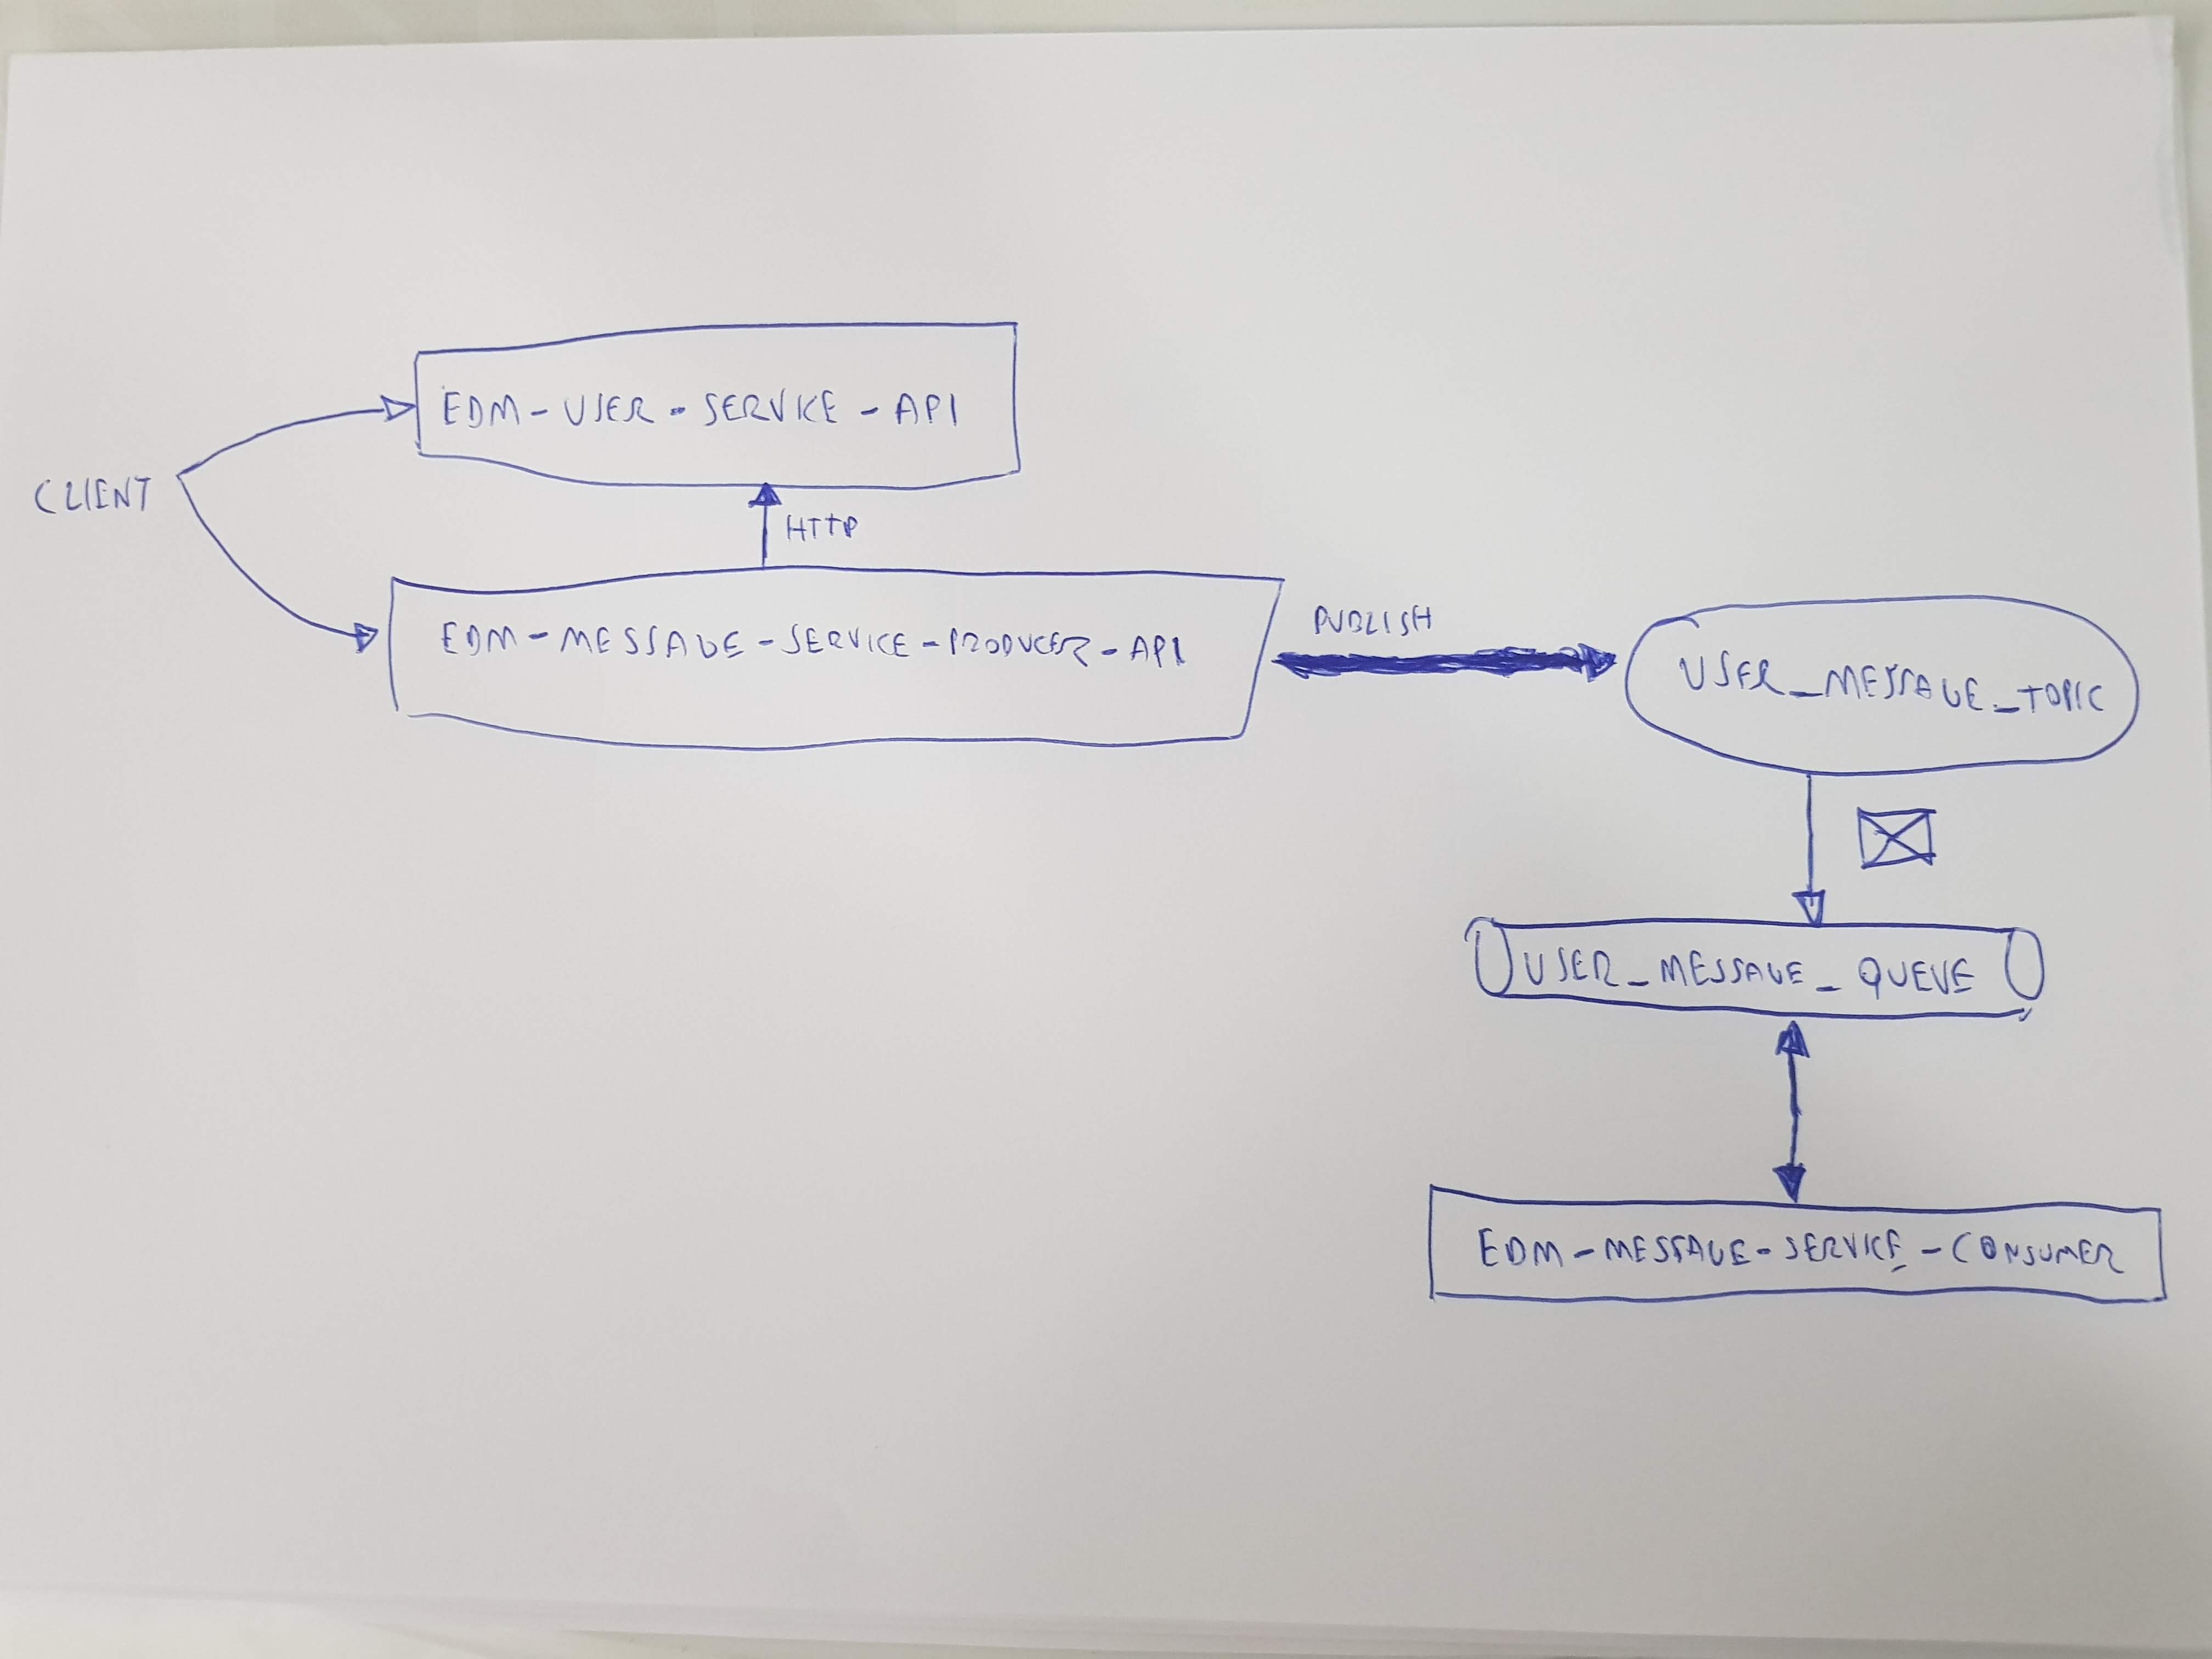 EDM - USER - SERVICE - API
CLIENT
HTTP
EDM - MESSAGE - SERVICE - PRODUCER - API
PUBLISH
USER_MESSAGE_TOPIC
USER_MESSAGE_QUEUE
EDM - MESSAGE - SERVICE - CONSUMER